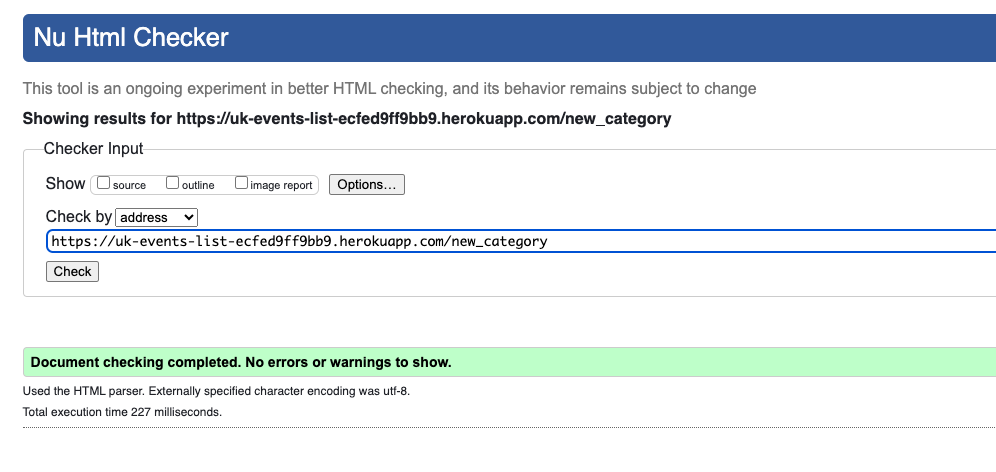 Nu Html Checker
This tool is an ongoing experiment in better HTML checking, and its behavior remains subject to change
Showing results for https://uk-events-list-ecfed9ff9bb9.herokuapp.com/new_category
Checker Input
Show source outline image report Options...
Check by address
https://uk-events-list-ecfed9ff9bb9.herokuapp.com/new_category
Check
Document checking completed. No errors or warnings to show.
Used the HTML parser. Externally specified character encoding was utf-8.
Total execution time 227 milliseconds.